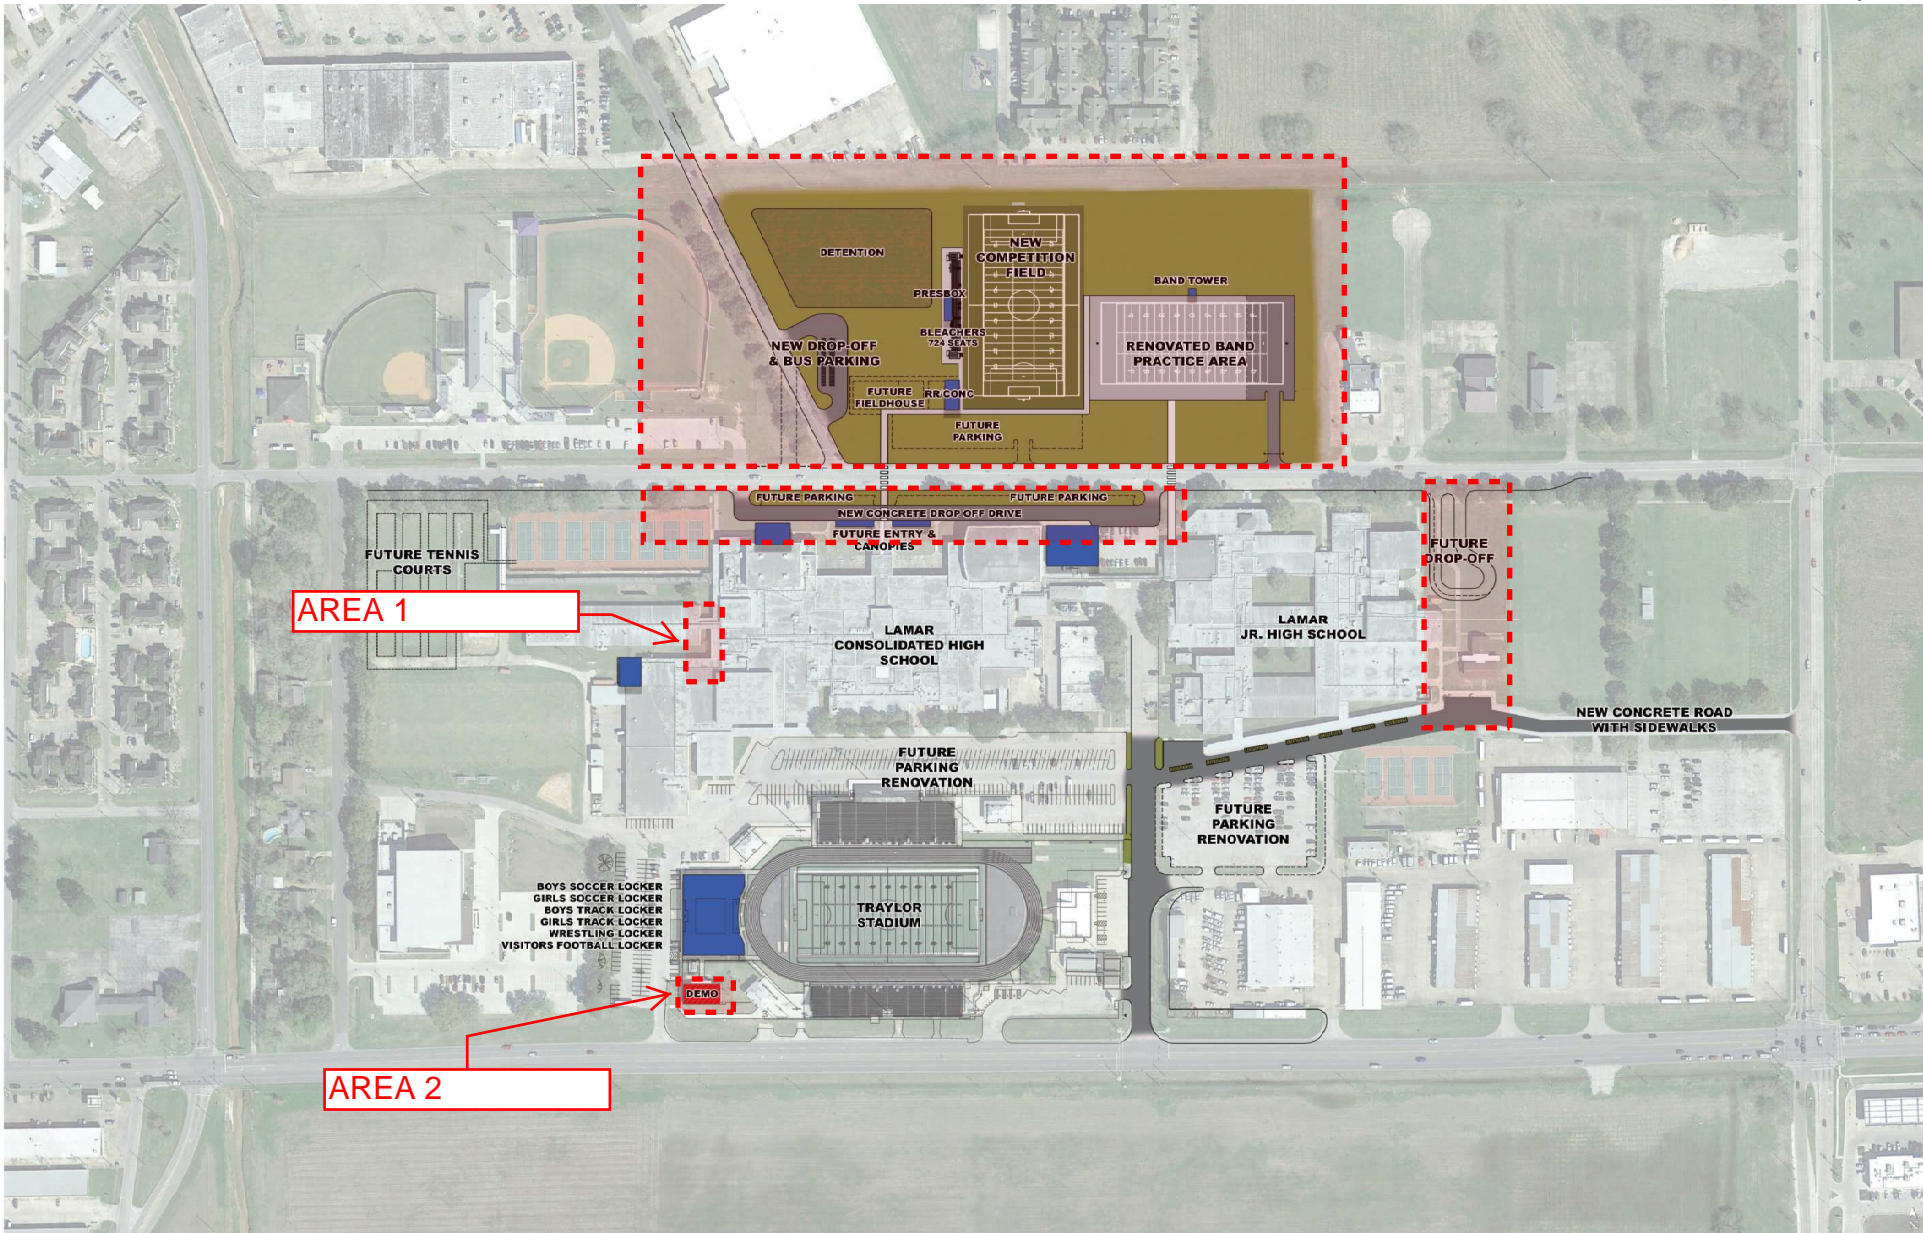 DETENTION
NEW
COMPETITION
FIELD
PRESBOX
BAND TOWER
BLEACHERS
724 SEATS
NEW DROP-OFF
& BUS PARKING
RENOVATED BAND
PRACTICE AREA
FUTURE
FIELDHOUSE
RR/CONC
FUTURE
PARKING
FUTURE PARKING
FUTURE PARKING
NEW CONCRETE DROP OFF DRIVE
FUTURE ENTRY &
CANOPIES
FUTURE TENNIS
COURTS
FUTURE
DROP-OFF
AREA 1
LAMAR
CONSOLIDATED HIGH
SCHOOL
LAMAR
JR. HIGH SCHOOL
NEW CONCRETE ROAD
WITH SIDEWALKS
FUTURE
PARKING
RENOVATION
FUTURE
PARKING
RENOVATION
BOYS SOCCER LOCKER
GIRLS SOCCER LOCKER
BOYS TRACK LOCKER
GIRLS TRACK LOCKER
WRESTLING LOCKER
VISITORS FOOTBALL LOCKER
TRAYLOR
STADIUM
DEMO
AREA 2